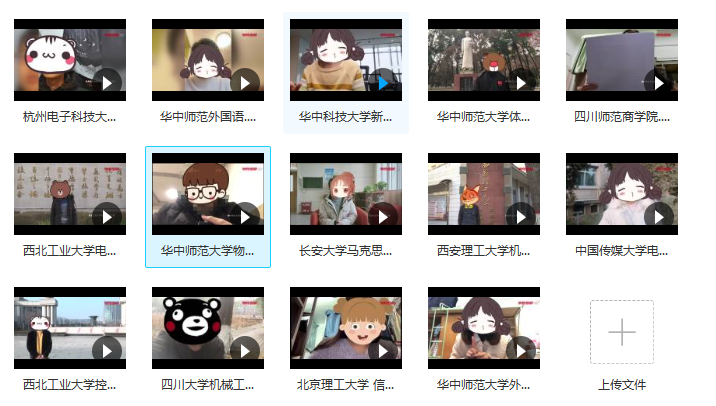 杭州电子科技大...
华中师范外国语....
华中科技大学新...
华中师范大学体...
四川师范商学院....
西北工业大学电...
华中师范大学物...
长安大学马克思...
西安理工大学机...
中国传媒大学电...
西北工业大学控...
四川大学机械工...
北京理工大学 信...
华中师范大学外...
上传文件